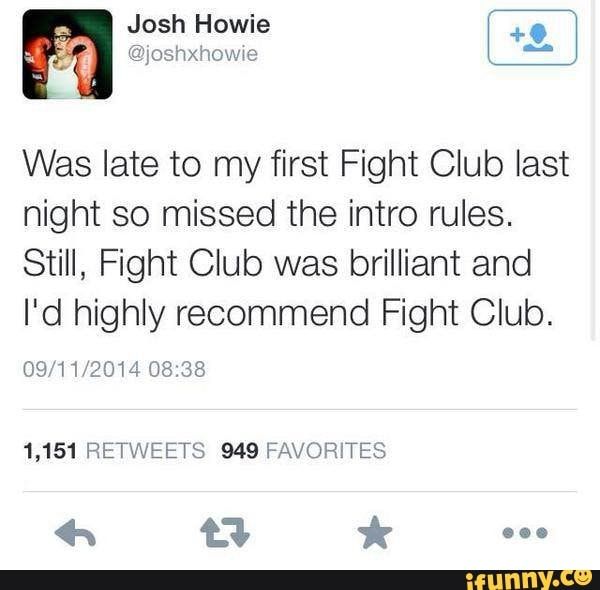 Josh Howie
@joshxhowie
Was late to my first Fight Club last
night so missed the intro rules.
Still, Fight Club was brilliant and
I'd highly recommend Fight Club.
09/11/2014 08:38
1,151 RETWEETS 949 FAVORITES
ifunny.co